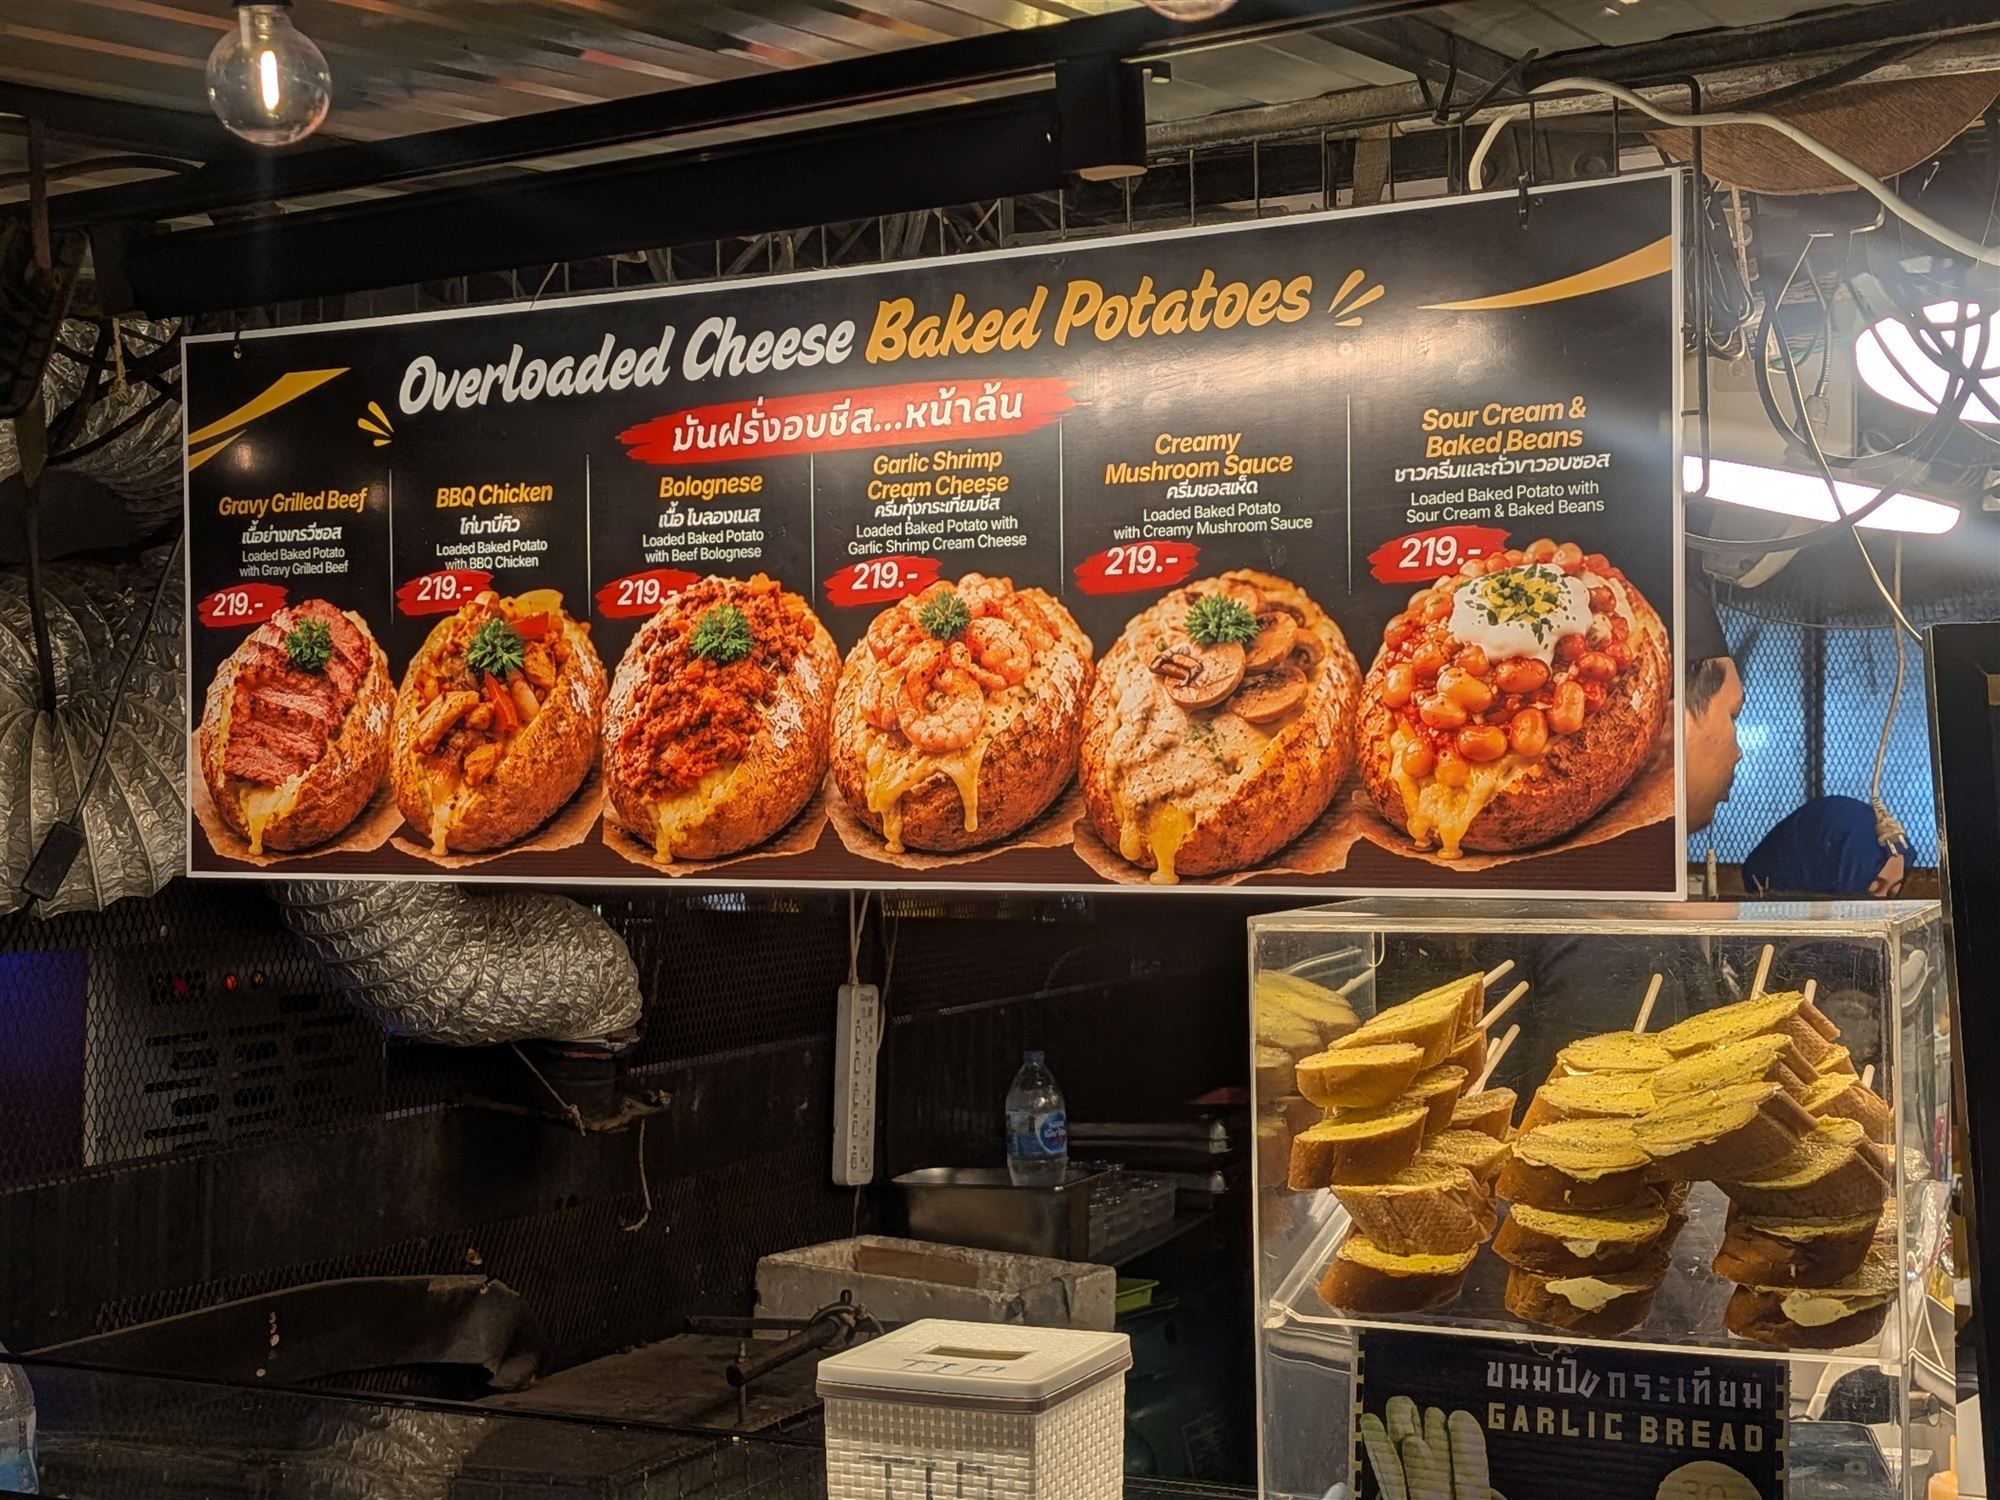 Overloaded Cheese Baked Potatoes
มันฝรั่งอบชีส...หน้าล้น
Gravy Grilled Beef
เนื้อย่างเกรวีซอส
Loaded Baked Potato
with Gravy Grilled Beef
219.-
BBQ Chicken
ไก่บาบีคิว
Loaded Baked Potato
with BBQ Chicken
219.-
Bolognese
เนื้อ โบลองเนส
Loaded Baked Potato
with Beef Bolognese
219.-
Garlic Shrimp
Cream Cheese
ครีมกุ้งกระเทียมชีส
Loaded Baked Potato with
Garlic Shrimp Cream Cheese
219.-
Creamy
Mushroom Sauce
ครีมซอสเห็ด
Loaded Baked Potato
with Creamy Mushroom Sauce
219.-
Sour Cream &
Baked Beans
ซาวครีมและถั่วขาวอบซอส
Loaded Baked Potato with
Sour Cream & Baked Beans
219.-
TIP
TIP
ขนมปังกระเทียม
GARLIC BREAD